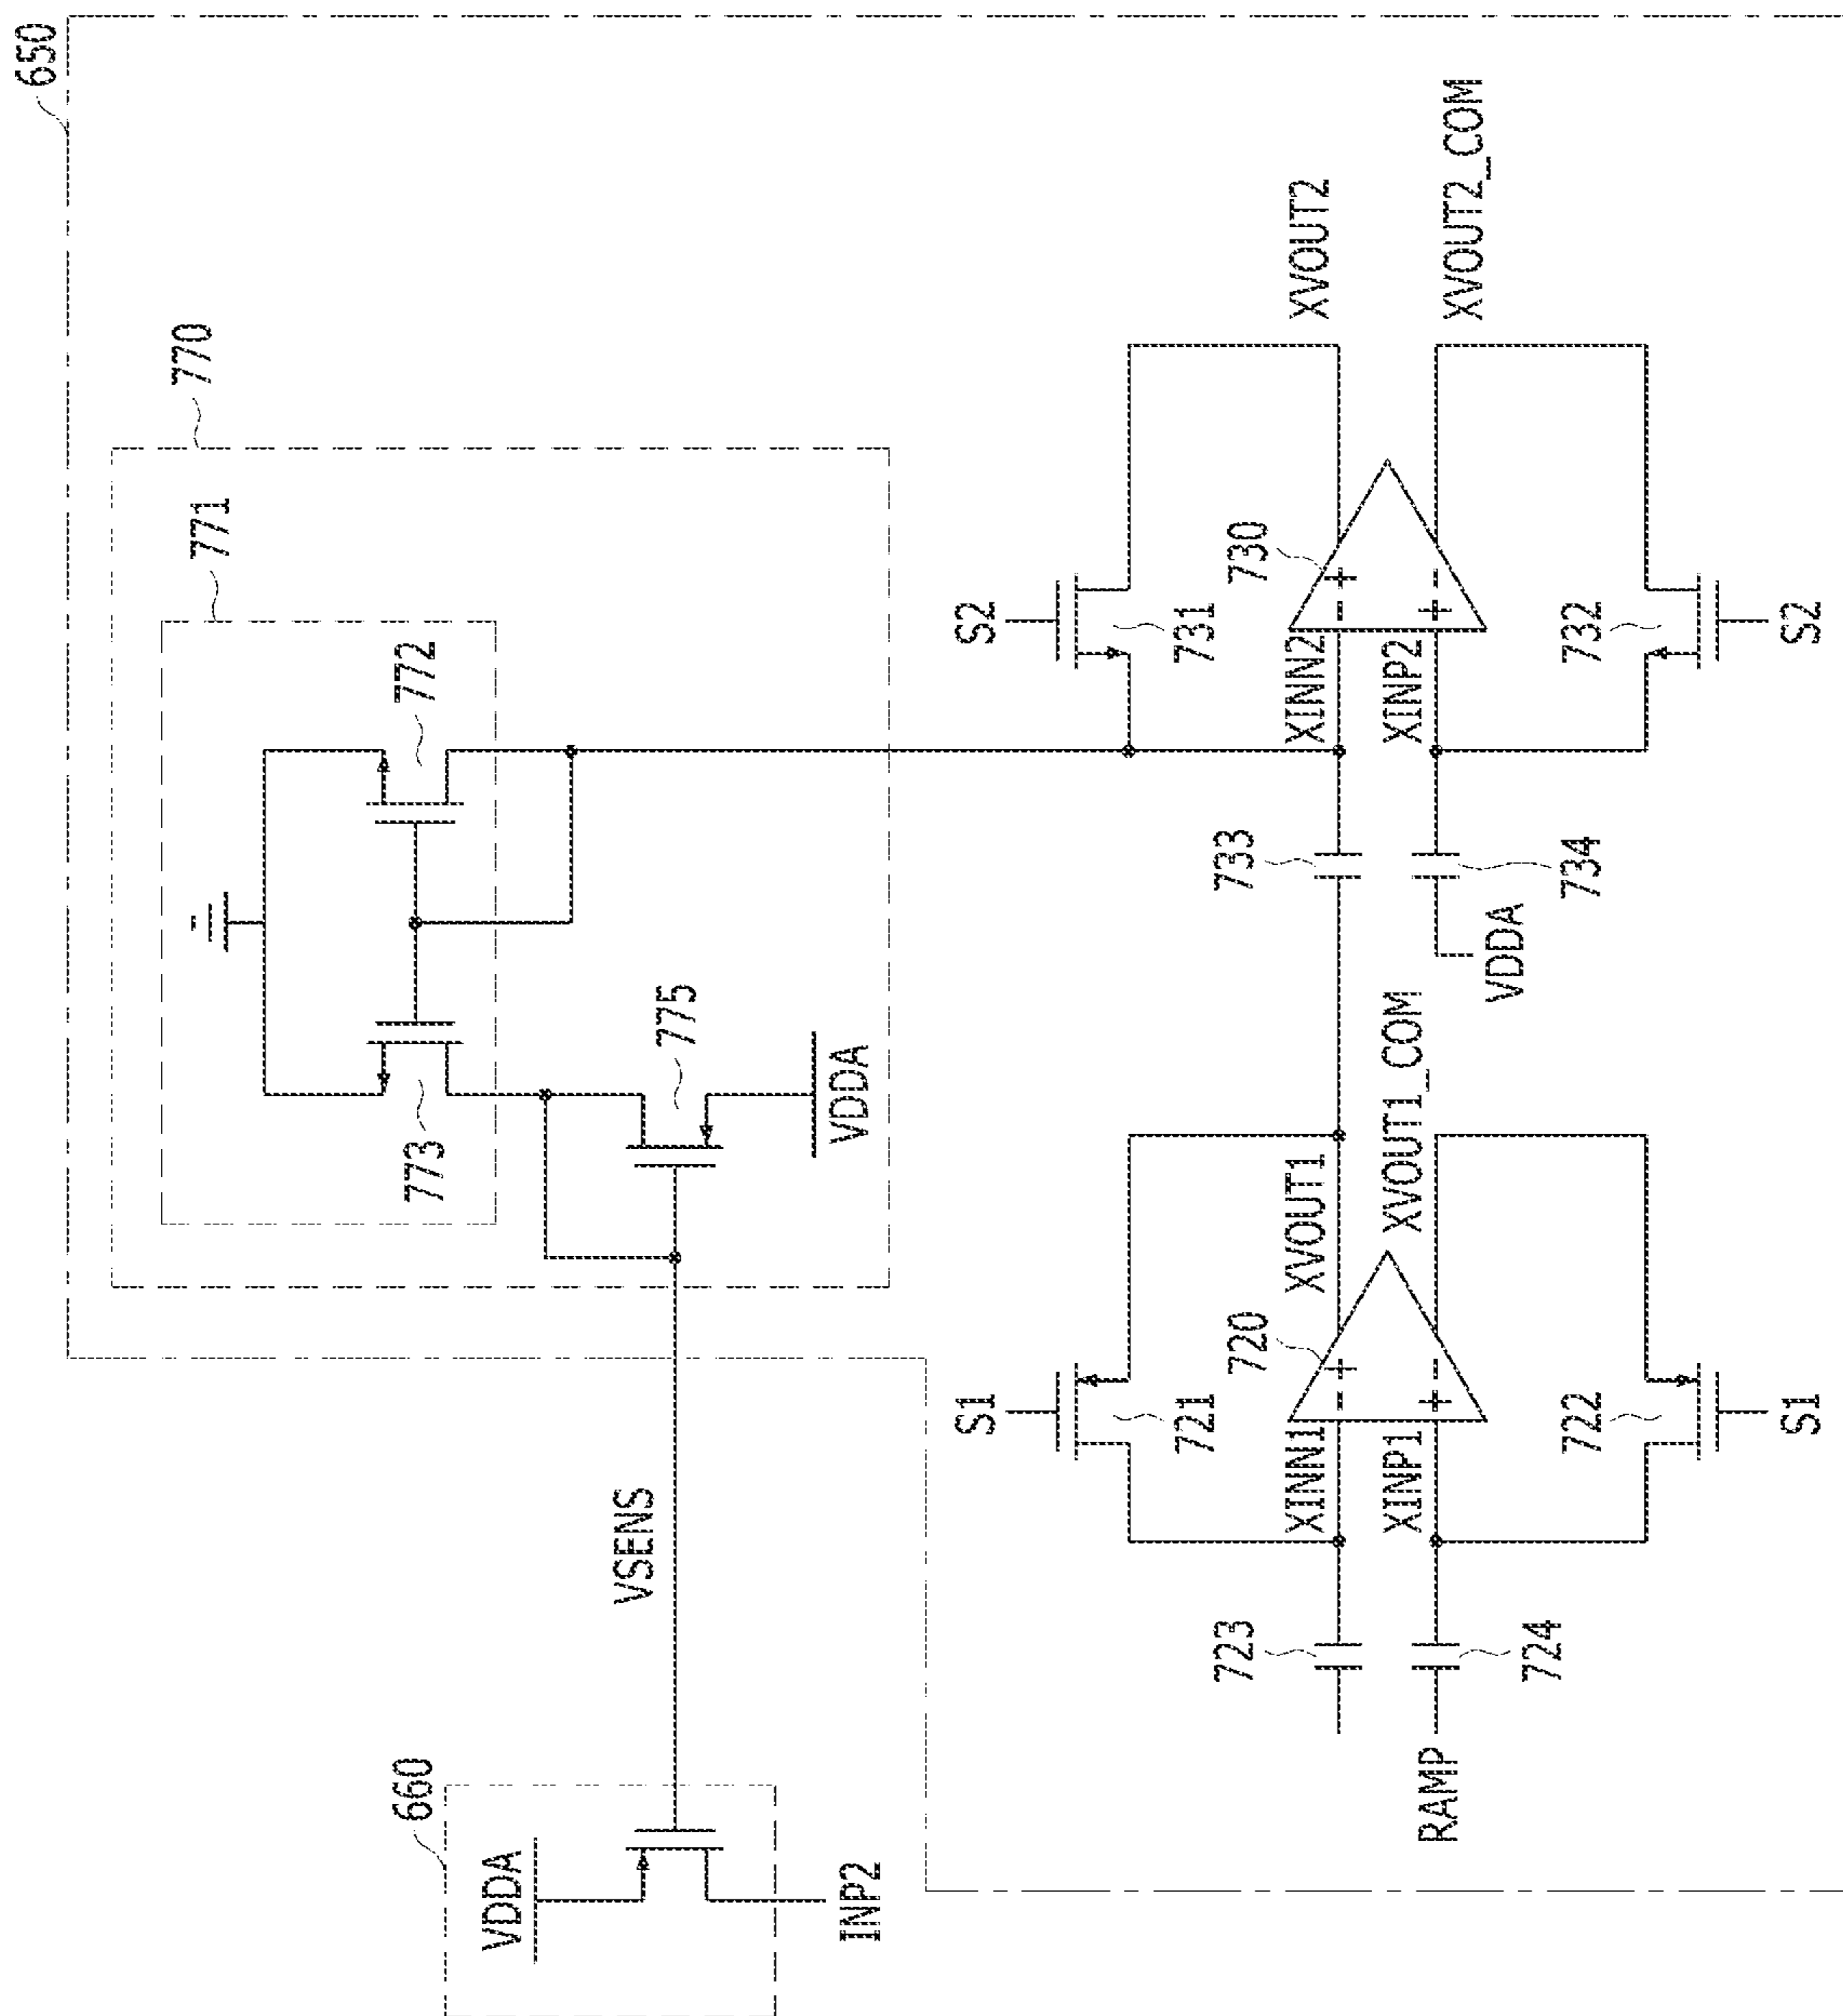 650
770
771
772
773
775
VDDA
660
VDDA
INP2
VSENS
S2
731
730
XVOUT2
XINN2
XINP2
XVOUT2_COM
732
S2
733
734
VDDA
S1
721
720
XVOUT1
XVOUT1_COM
XINN1
XINP1
722
S1
723
724
RAMP